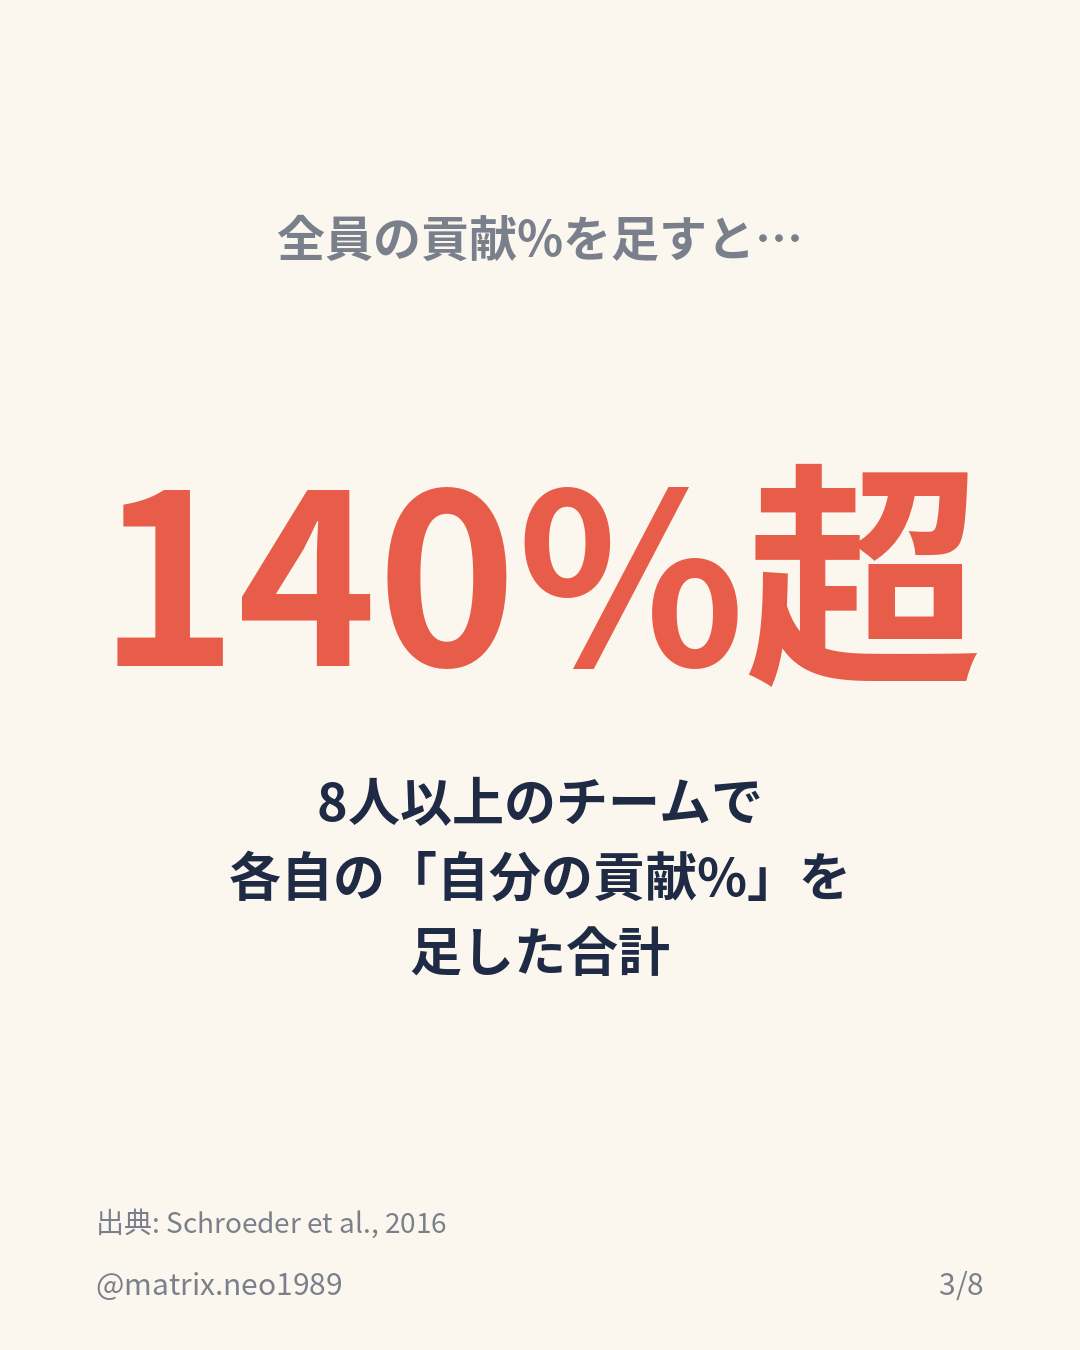 全員の貢献%を足すと…
140%超
8人以上のチームで
各自の「自分の貢献%」を
足した合計
出典: Schroeder et al., 2016
@matrix.neo1989
3/8